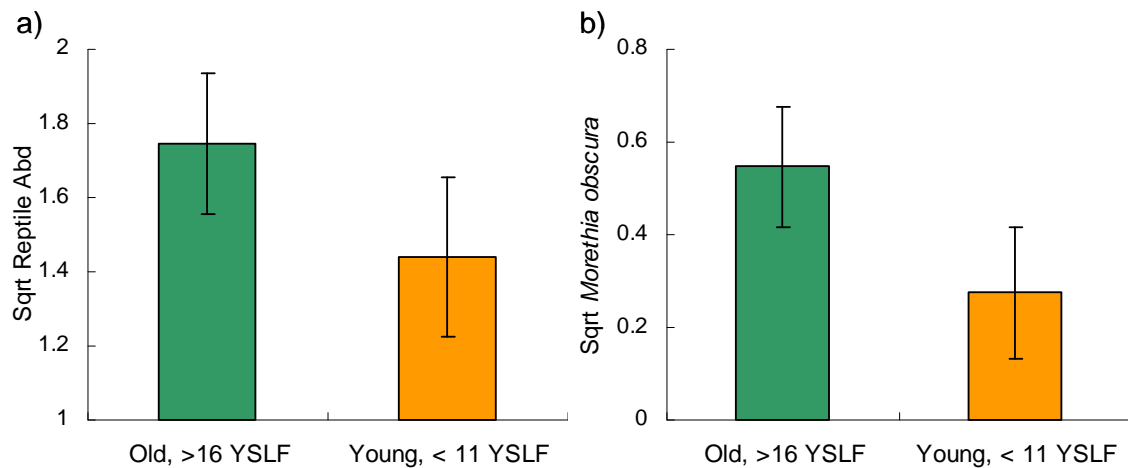 a)
Sqrt Reptile Abd
2
1.8
1.6
1.4
1.2
1
Old, >16 YSLF
Young, < 11 YSLF
b)
Sqrt Morethia obscura
0.8
0.6
0.4
0.2
0
Old, >16 YSLF
Young, < 11 YSLF